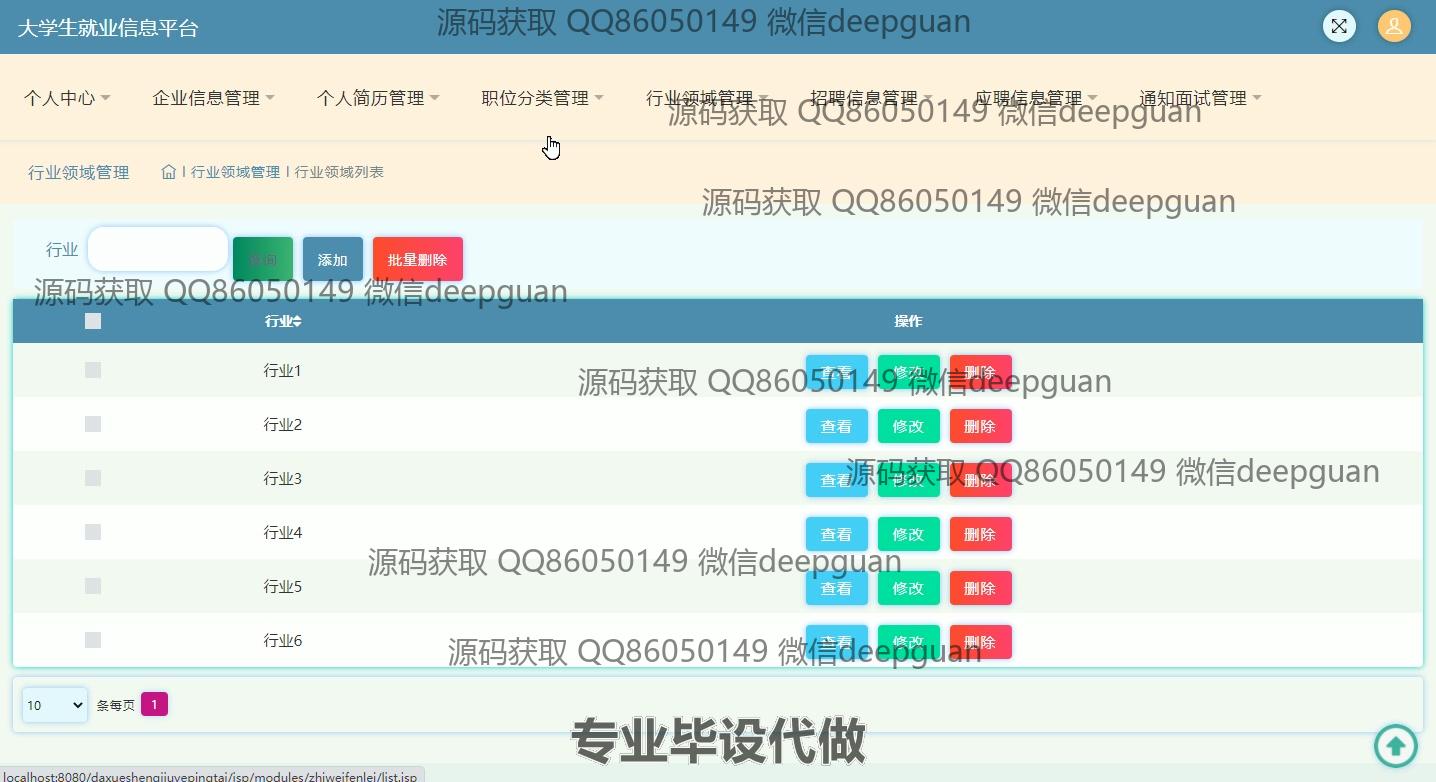 大学生就业信息平台
源码获取 QQ86050149 微信deepguan
个人中心 企业信息管理 个人简历管理 职位分类管理 行业领域管理 招聘信息管理 应聘信息管理 通知面试管理
源码获取 QQ86050149 微信deepguan
行业领域管理 | 行业领域管理 | 行业领域列表
源码获取 QQ86050149 微信deepguan
行业 查询 添加 批量删除
源码获取 QQ86050149 微信deepguan
行业 操作
行业1 查看 修改 删除
源码获取 QQ86050149 微信deepguan
行业2 查看 修改 删除
行业3 查看 修改 删除
源码获取 QQ86050149 微信deepguan
行业4 查看 修改 删除
源码获取 QQ86050149 微信deepguan
行业5 查看 修改 删除
行业6 查看 修改 删除
源码获取 QQ86050149 微信deepguan
10 条每页 1
专业毕设代做
localhost:8080/daxueshengjiuyepingtai/jsp/modules/zhiweifenlei/list.jsp